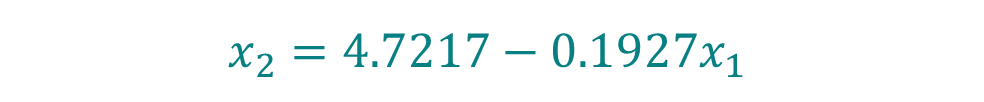 x₂ = 4.7217 − 0.1927x₁